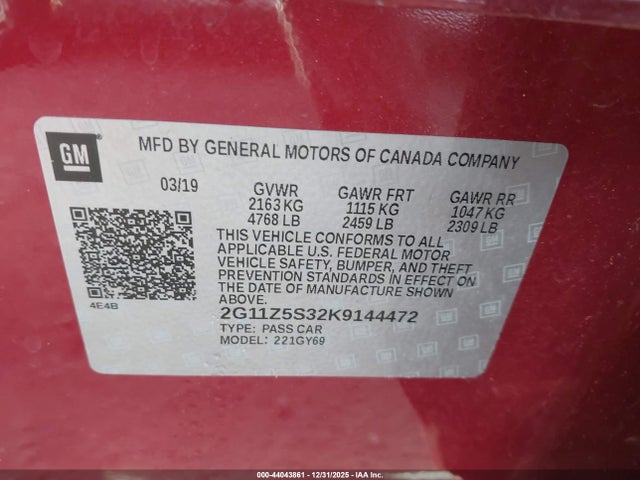 GM
MFD BY GENERAL MOTORS OF CANADA COMPANY
03/19 GVWR GAWR FRT GAWR RR
2163 KG 1115 KG 1047 KG
4768 LB 2459 LB 2309 LB
THIS VEHICLE CONFORMS TO ALL
APPLICABLE U.S. FEDERAL MOTOR
VEHICLE SAFETY, BUMPER, AND THEFT
PREVENTION STANDARDS IN EFFECT ON
THE DATE OF MANUFACTURE SHOWN
ABOVE.
4E4B
2G11Z5S32K9144472
TYPE: PASS CAR
MODEL: 221GY69
000-44043861 - 12/31/2025 - IAA Inc.